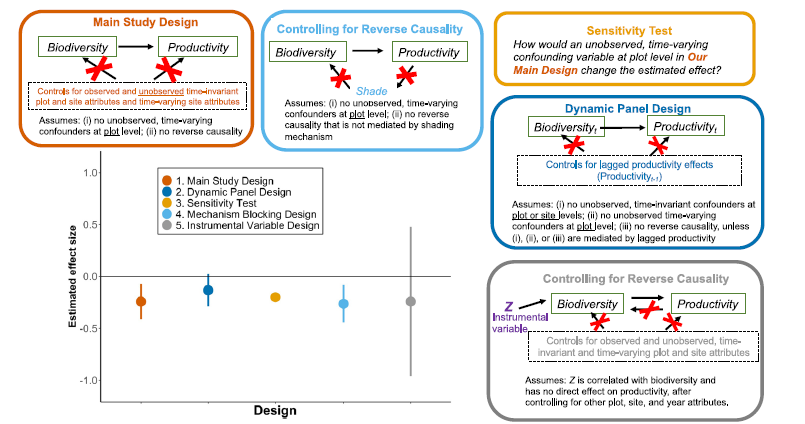 Main Study Design
Biodiversity
Productivity
Controls for observed and unobserved time-invariant
plot and site attributes and time-varying site attributes
Assumes: (i) no unobserved, time-varying
confounders at plot level; (ii) no reverse causality
Controlling for Reverse Causality
Biodiversity
Productivity
Shade
Assumes: (i) no unobserved, time-varying
confounders at plot level; (ii) no reverse
causality that is not mediated by shading
mechanism
Sensitivity Test
How would an unobserved, time-varying
confounding variable at plot level in Our
Main Design change the estimated effect?
Dynamic Panel Design
Biodiversityt
Productivityt
Controls for lagged productivity effects
(Productivityt-1)
Assumes: (i) no unobserved, time-invariant confounders at
plot or site levels; (ii) no unobserved time-varying
confounders at plot level; (iii) no reverse causality, unless
(i), (ii), or (iii) are mediated by lagged productivity
Controlling for Reverse Causality
Z
Instrumental
variable
Biodiversity
Productivity
Controls for observed and unobserved, time-
invariant and time-varying plot and site attributes
Assumes: Z is correlated with biodiversity and
has no direct effect on productivity, after
controlling for other plot, site, and year attributes.
1. Main Study Design
2. Dynamic Panel Design
3. Sensitivity Test
4. Mechanism Blocking Design
5. Instrumental Variable Design
Estimated effect size
1.0
0.5
0.0
-0.5
-1.0
Design